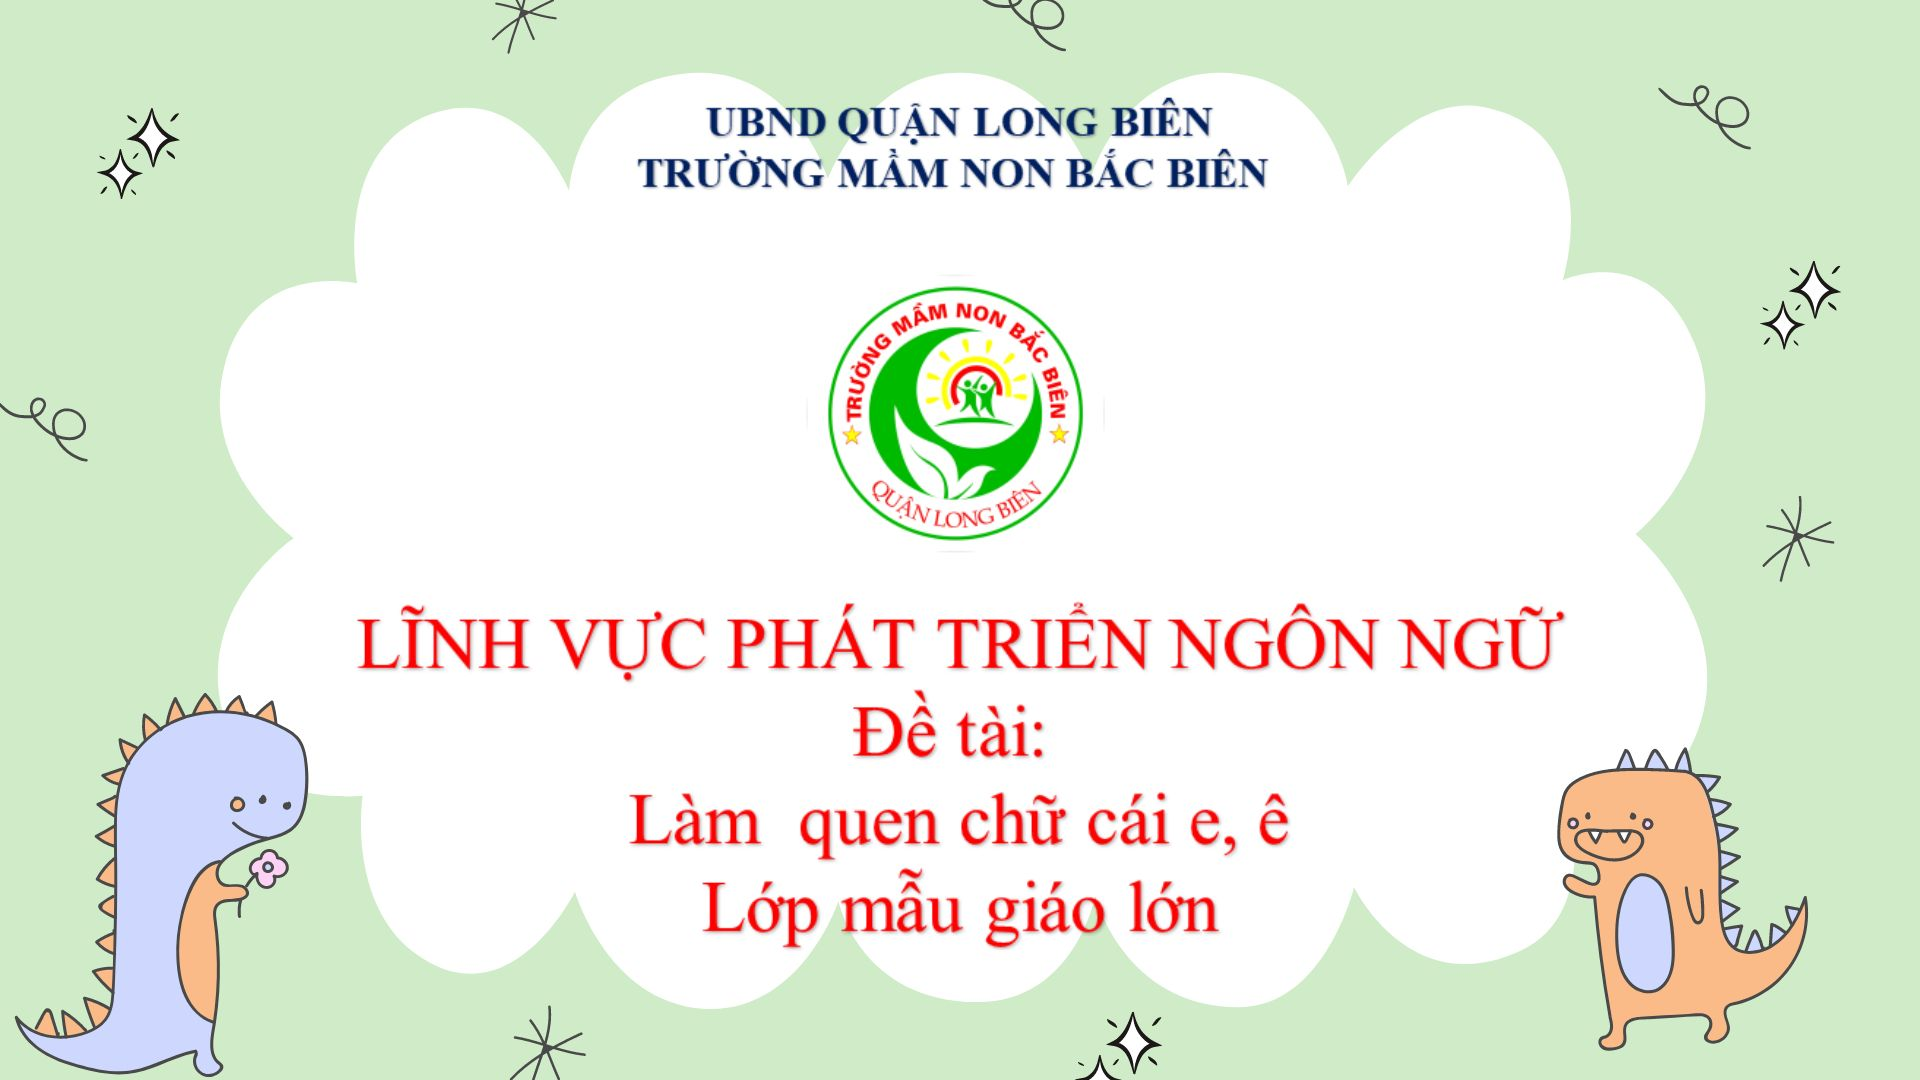 UBND QUẬN LONG BIÊN
TRƯỜNG MẦM NON BẮC BIÊN
TRƯỜNG MẦM NON BẮC BIÊN
QUẬN LONG BIÊN
LĨNH VỰC PHÁT TRIỂN NGÔN NGỮ
Đề tài:
Làm  quen chữ cái e, ê
Lớp mẫu giáo lớn